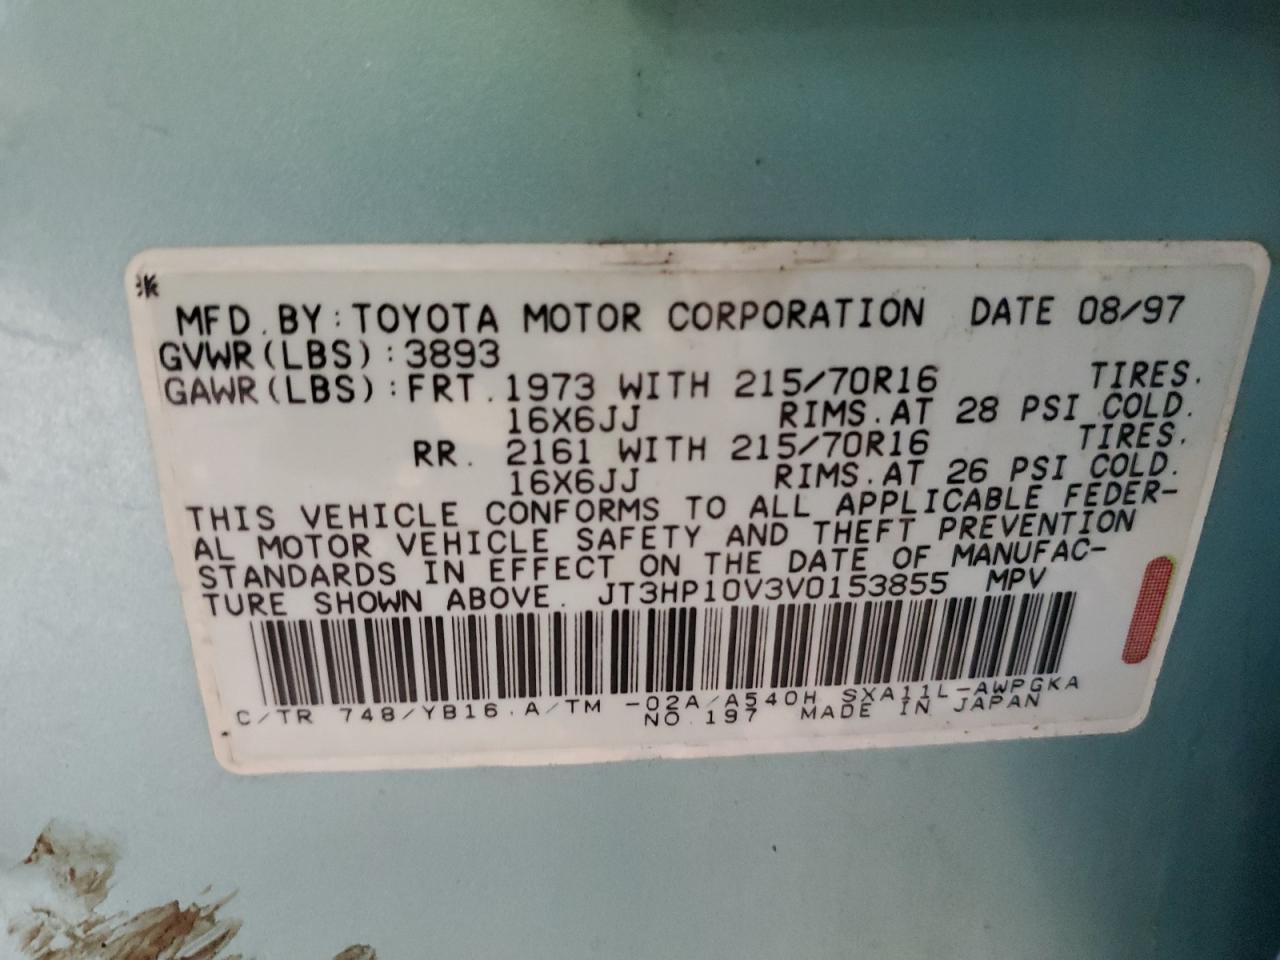 MFD. BY: TOYOTA MOTOR CORPORATION DATE 08/97
GVWR(LBS): 3893
GAWR(LBS): FRT. 1973 WITH 215/70R16 TIRES.
16X6JJ RIMS. AT 28 PSI COLD.
RR. 2161 WITH 215/70R16 TIRES.
16X6JJ RIMS. AT 26 PSI COLD.
THIS VEHICLE CONFORMS TO ALL APPLICABLE FEDER-
AL MOTOR VEHICLE SAFETY AND THEFT PREVENTION
STANDARDS IN EFFECT ON THE DATE OF MANUFAC-
TURE SHOWN ABOVE. JT3HP10V3V0153855 MPV
C/TR 748/YB16.A/TM -02A/A540H SXA11L-AWPGKA
NO.197 MADE IN JAPAN